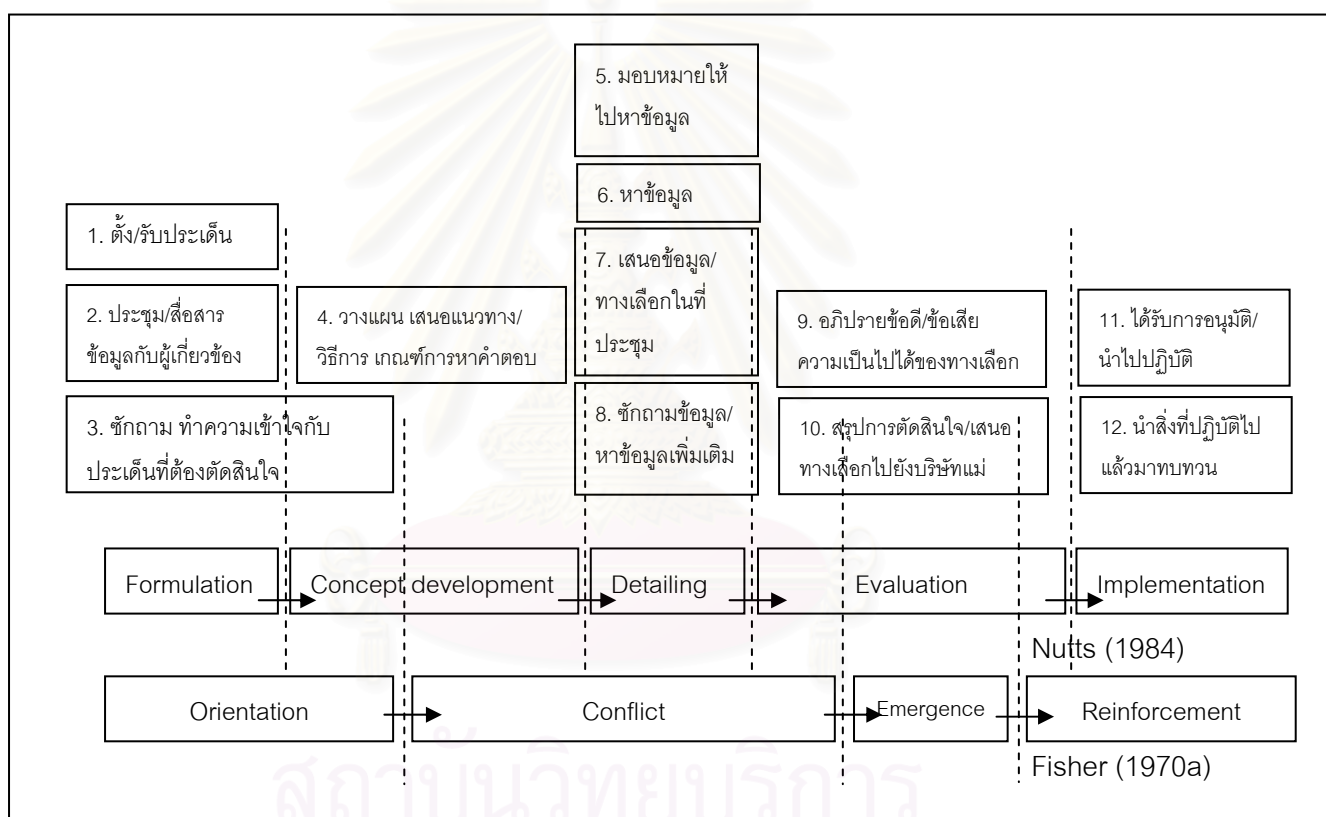 5. มอบหมายให้
ไปหาข้อมูล
6. หาข้อมูล
1. ตั้ง/รับประเด็น
2. ประชุม/สื่อสาร
ข้อมูลกับผู้เกี่ยวข้อง
3. ซักถาม ทำความเข้าใจกับ
ประเด็นที่ต้องตัดสินใจ
4. วางแผน เสนอแนวทาง/
วิธีการ เกณฑ์การหาคำตอบ
7. เสนอข้อมูล/
ทางเลือกในที่
ประชุม
8. ซักถามข้อมูล/
หาข้อมูลเพิ่มเติม
9. อภิปรายข้อดี/ข้อเสีย
ความเป็นไปได้ของทางเลือก
10. สรุปการตัดสินใจ/เสนอ
ทางเลือกไปยังบริษัทแม่
11. ได้รับการอนุมัติ/
นำไปปฏิบัติ
12. นำสิ่งที่ปฏิบัติไป
แล้วมาทบทวน
Formulation
Concept development
Detailing
Evaluation
Implementation
Nutts (1984)
Orientation
Conflict
Emergence
Reinforcement
Fisher (1970a)
สถาบันวิทยบริการ